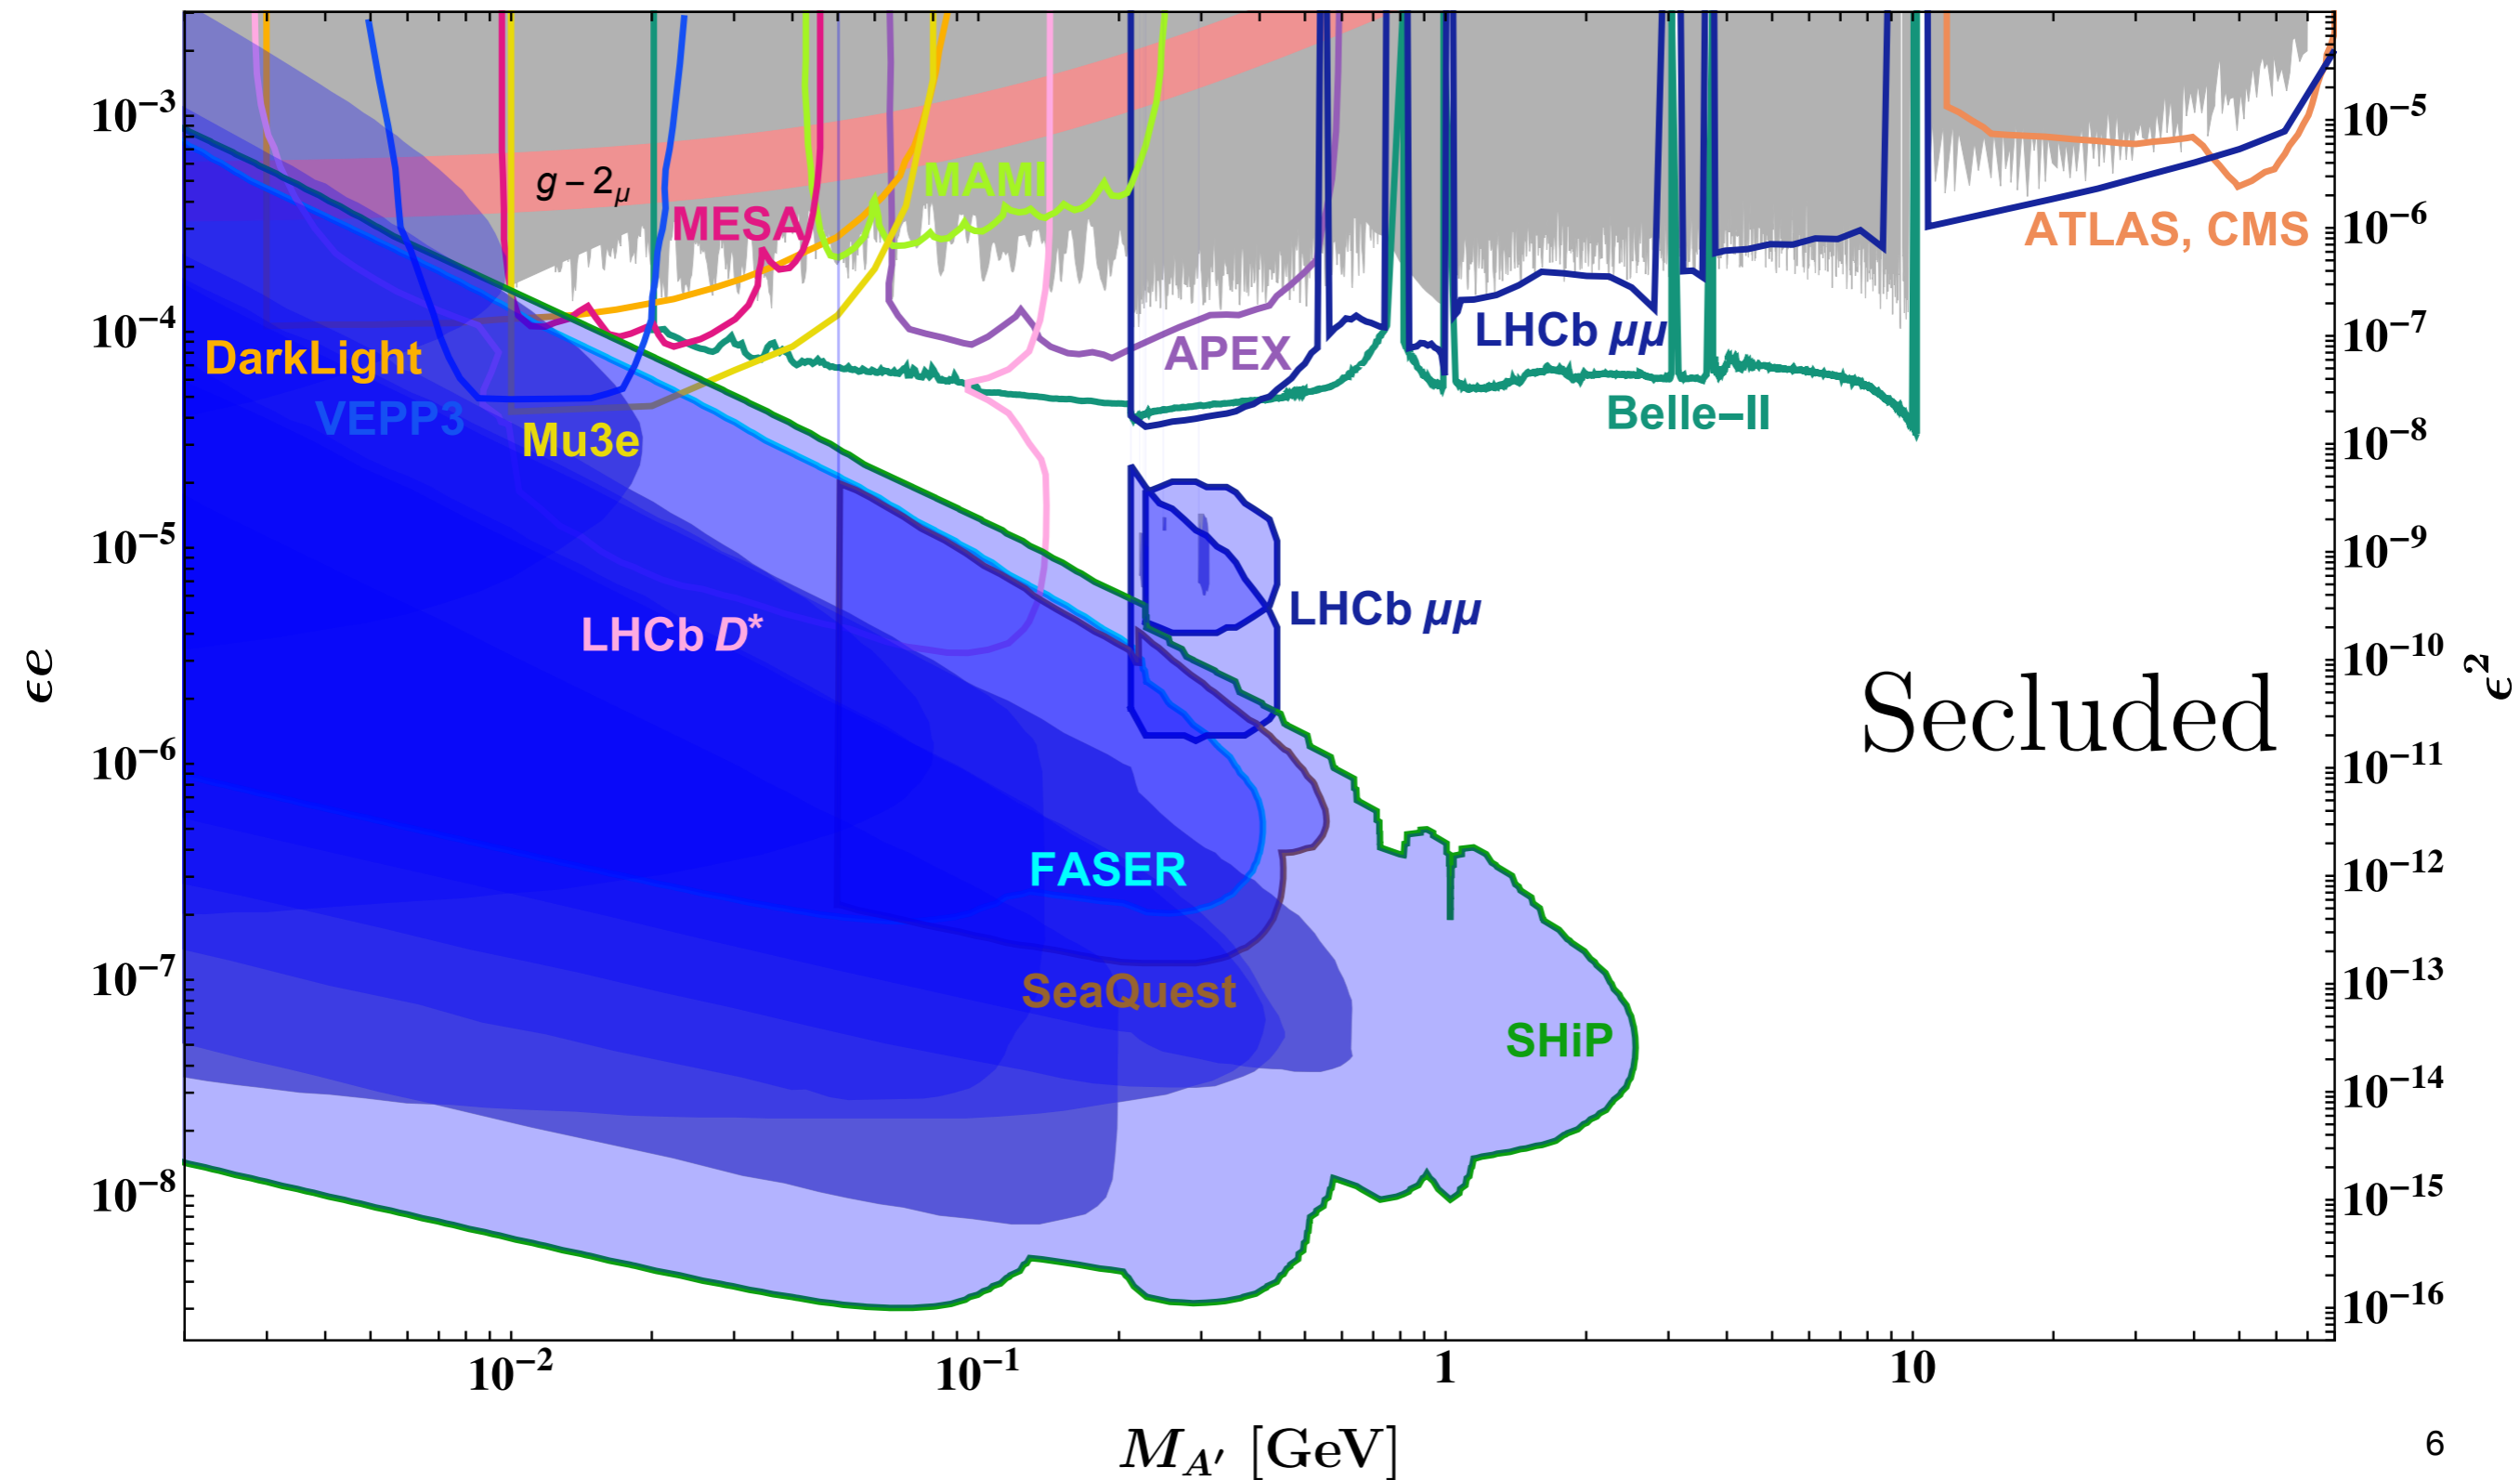 10⁻³
10⁻⁴
10⁻⁵
10⁻⁶
10⁻⁷
10⁻⁸
ϵe
g − 2μ
MAMI
MESA
ATLAS, CMS
DarkLight
APEX
LHCb μμ
VEPP3
Mu3e
Belle−II
LHCb D*
LHCb μμ
Secluded
FASER
SeaQuest
SHiP
10⁻⁵
10⁻⁶
10⁻⁷
10⁻⁸
10⁻⁹
10⁻¹⁰
10⁻¹¹
10⁻¹²
10⁻¹³
10⁻¹⁴
10⁻¹⁵
10⁻¹⁶
ϵ²
10⁻² 10⁻¹ 1 10
M_A′ [GeV]
6